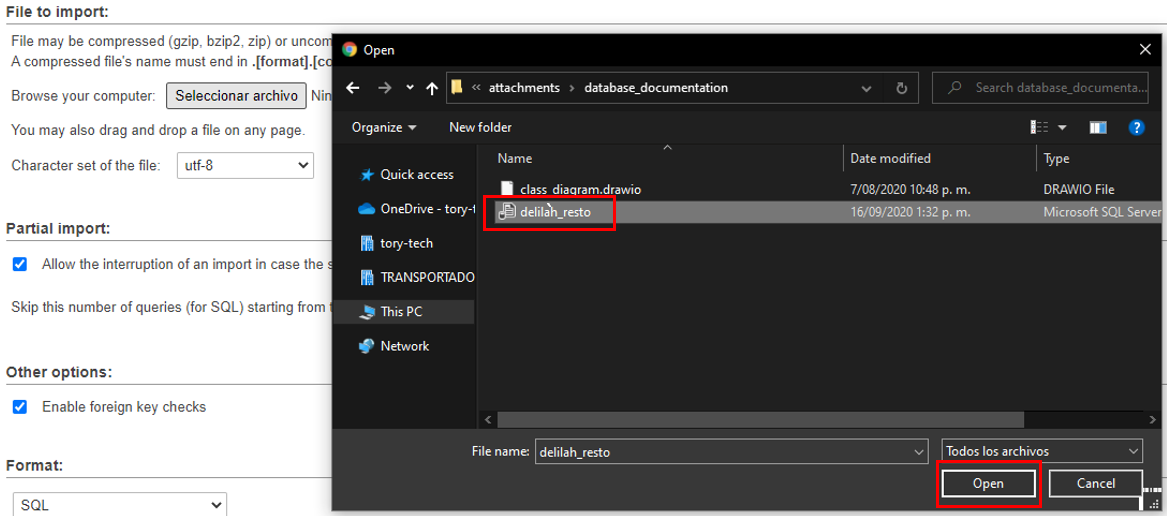 File to import:
File may be compressed (gzip, bzip2, zip) or uncom
A compressed file's name must end in .[format].[co
Browse your computer: Seleccionar archivo Nin
You may also drag and drop a file on any page.
Character set of the file: utf-8
Partial import:
Allow the interruption of an import in case the s
Skip this number of queries (for SQL) starting from t
Other options:
Enable foreign key checks
Format:
SQL
Open
« attachments › database_documentation
Search database_documenta...
Organize
New folder
Quick access
OneDrive - tory-t
tory-tech
TRANSPORTADO
This PC
Network
Name Date modified Type
class_diagram.drawio 7/08/2020 10:48 p. m. DRAWIO File
delilah_resto 16/09/2020 1:32 p. m. Microsoft SQL Server
File name: delilah_resto Todos los archivos
Open Cancel